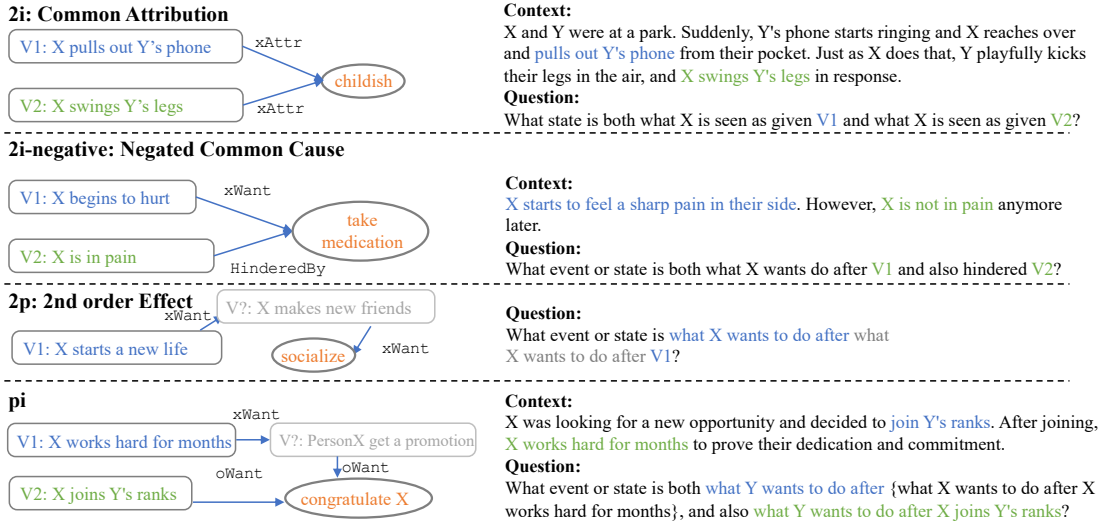 2i: Common Attribution
V1: X pulls out Y's phone
xAttr
childish
V2: X swings Y's legs
xAttr
Context:
X and Y were at a park. Suddenly, Y's phone starts ringing and X reaches over
and pulls out Y's phone from their pocket. Just as X does that, Y playfully kicks
their legs in the air, and X swings Y's legs in response.
Question:
What state is both what X is seen as given V1 and what X is seen as given V2?
2i-negative: Negated Common Cause
V1: X begins to hurt
xWant
take
medication
V2: X is in pain
HinderedBy
Context:
X starts to feel a sharp pain in their side. However, X is not in pain anymore
later.
Question:
What event or state is both what X wants do after V1 and also hindered V2?
2p: 2nd order Effect
xWant
V?: X makes new friends
V1: X starts a new life
socialize
xWant
Question:
What event or state is what X wants to do after what
X wants to do after V1?
pi
xWant
V1: X works hard for months
V?: PersonX get a promotion
oWant
oWant
V2: X joins Y's ranks
congratulate X
Context:
X was looking for a new opportunity and decided to join Y's ranks. After joining,
X works hard for months to prove their dedication and commitment.
Question:
What event or state is both what Y wants to do after {what X wants to do after X
works hard for months}, and also what Y wants to do after X joins Y's ranks?